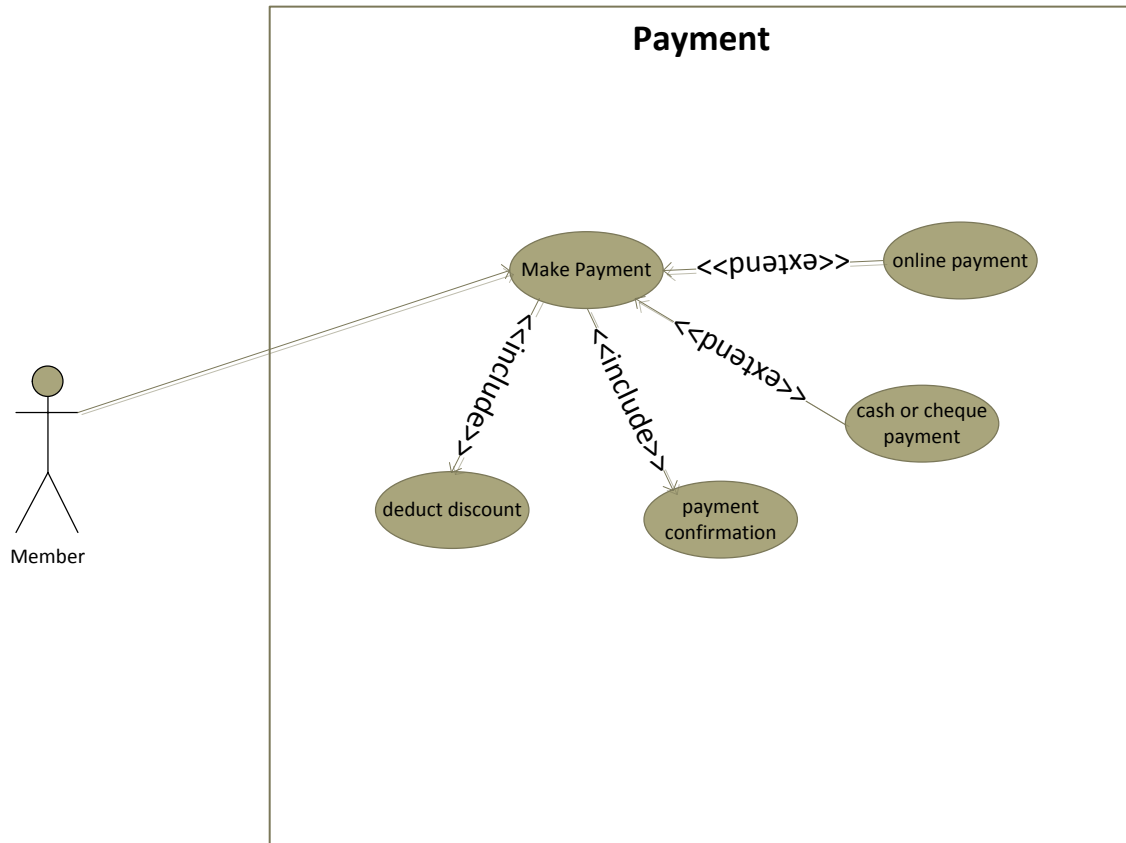 Payment
Make Payment
<<extend>>
online payment
<<extend>>
cash or cheque
payment
<<include>>
<<include>>
deduct discount
payment
confirmation
Member